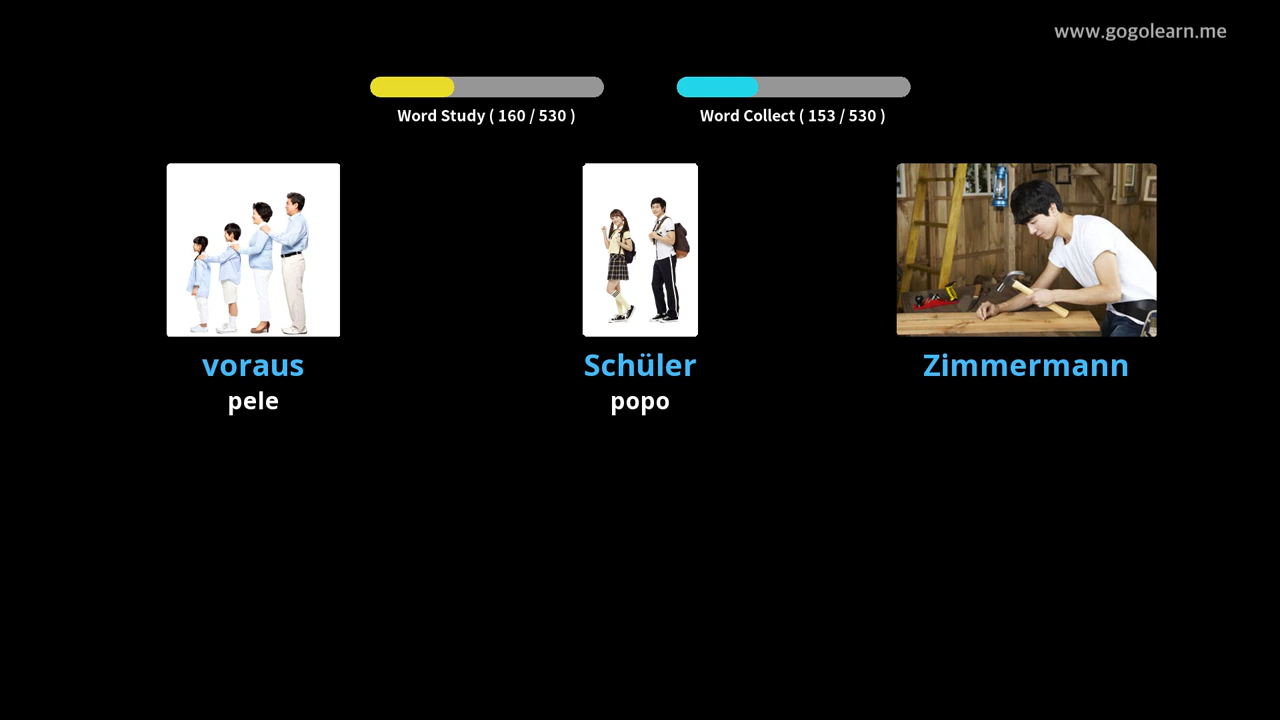 www.gogolearn.me
Word Study ( 160 / 530 )
Word Collect ( 153 / 530 )
voraus
pele
Schüler
popo
Zimmermann